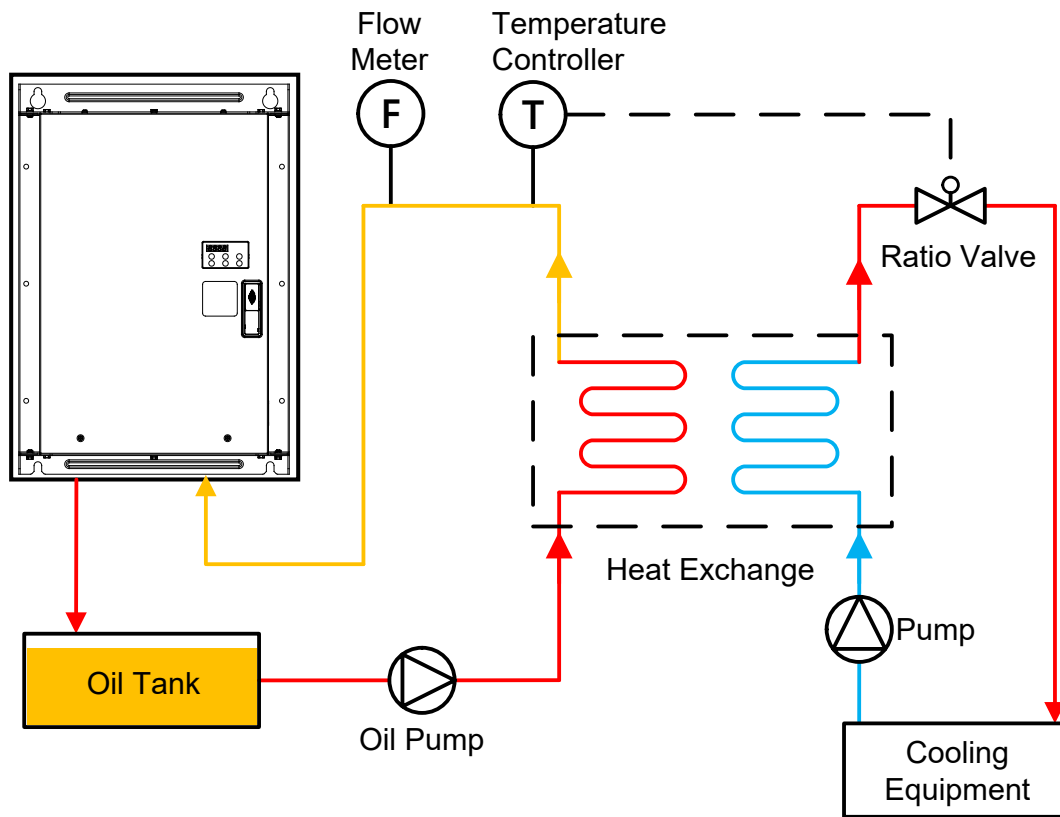 Flow
Meter
Temperature
Controller
F
T
Ratio Valve
Heat Exchange
Pump
Oil Tank
Oil Pump
Cooling
Equipment